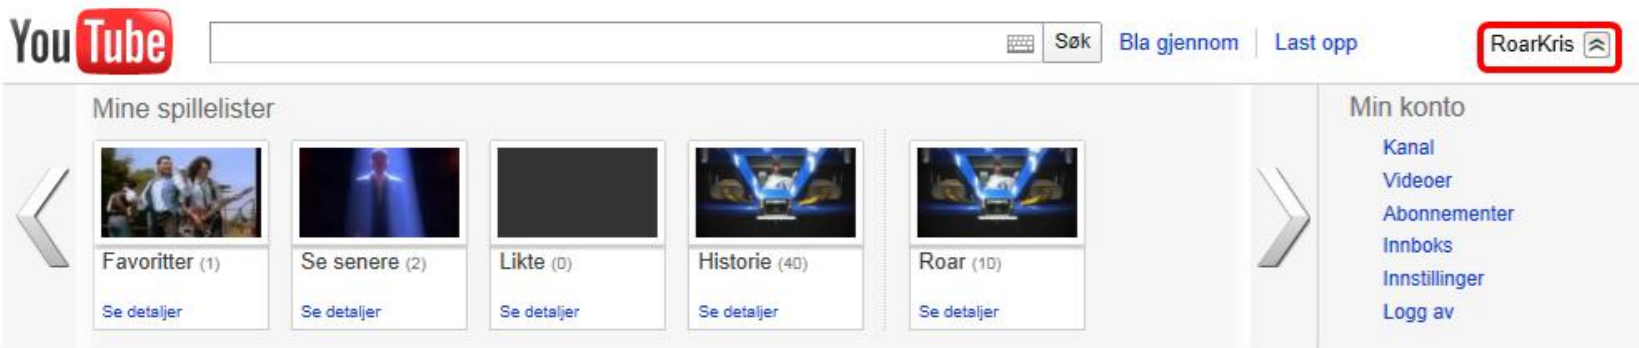 YouTube
Søk
Bla gjennom
Last opp
RoarKris
Mine spillelister
Favoritter (1)
Se detaljer
Se senere (2)
Se detaljer
Likte (0)
Se detaljer
Historie (40)
Se detaljer
Roar (10)
Se detaljer
Min konto
Kanal
Videoer
Abonnementer
Innboks
Innstillinger
Logg av